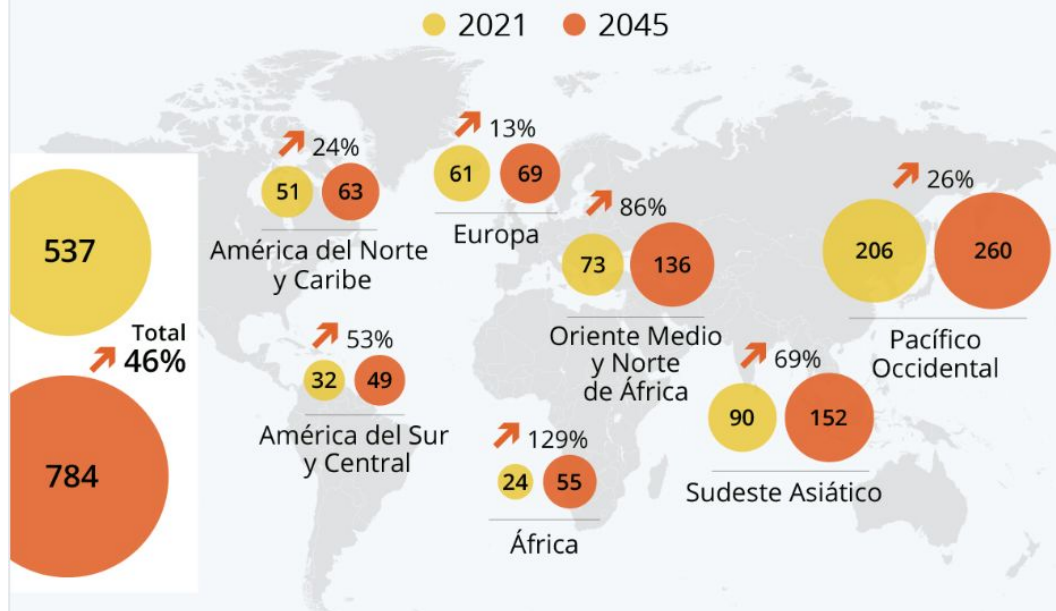 2021 2045
537
Total
46%
784
24%
51 63
América del Norte
y Caribe
13%
61 69
Europa
86%
73 136
Oriente Medio
y Norte
de África
26%
206 260
Pacífico
Occidental
53%
32 49
América del Sur
y Central
129%
24 55
África
69%
90 152
Sudeste Asiático